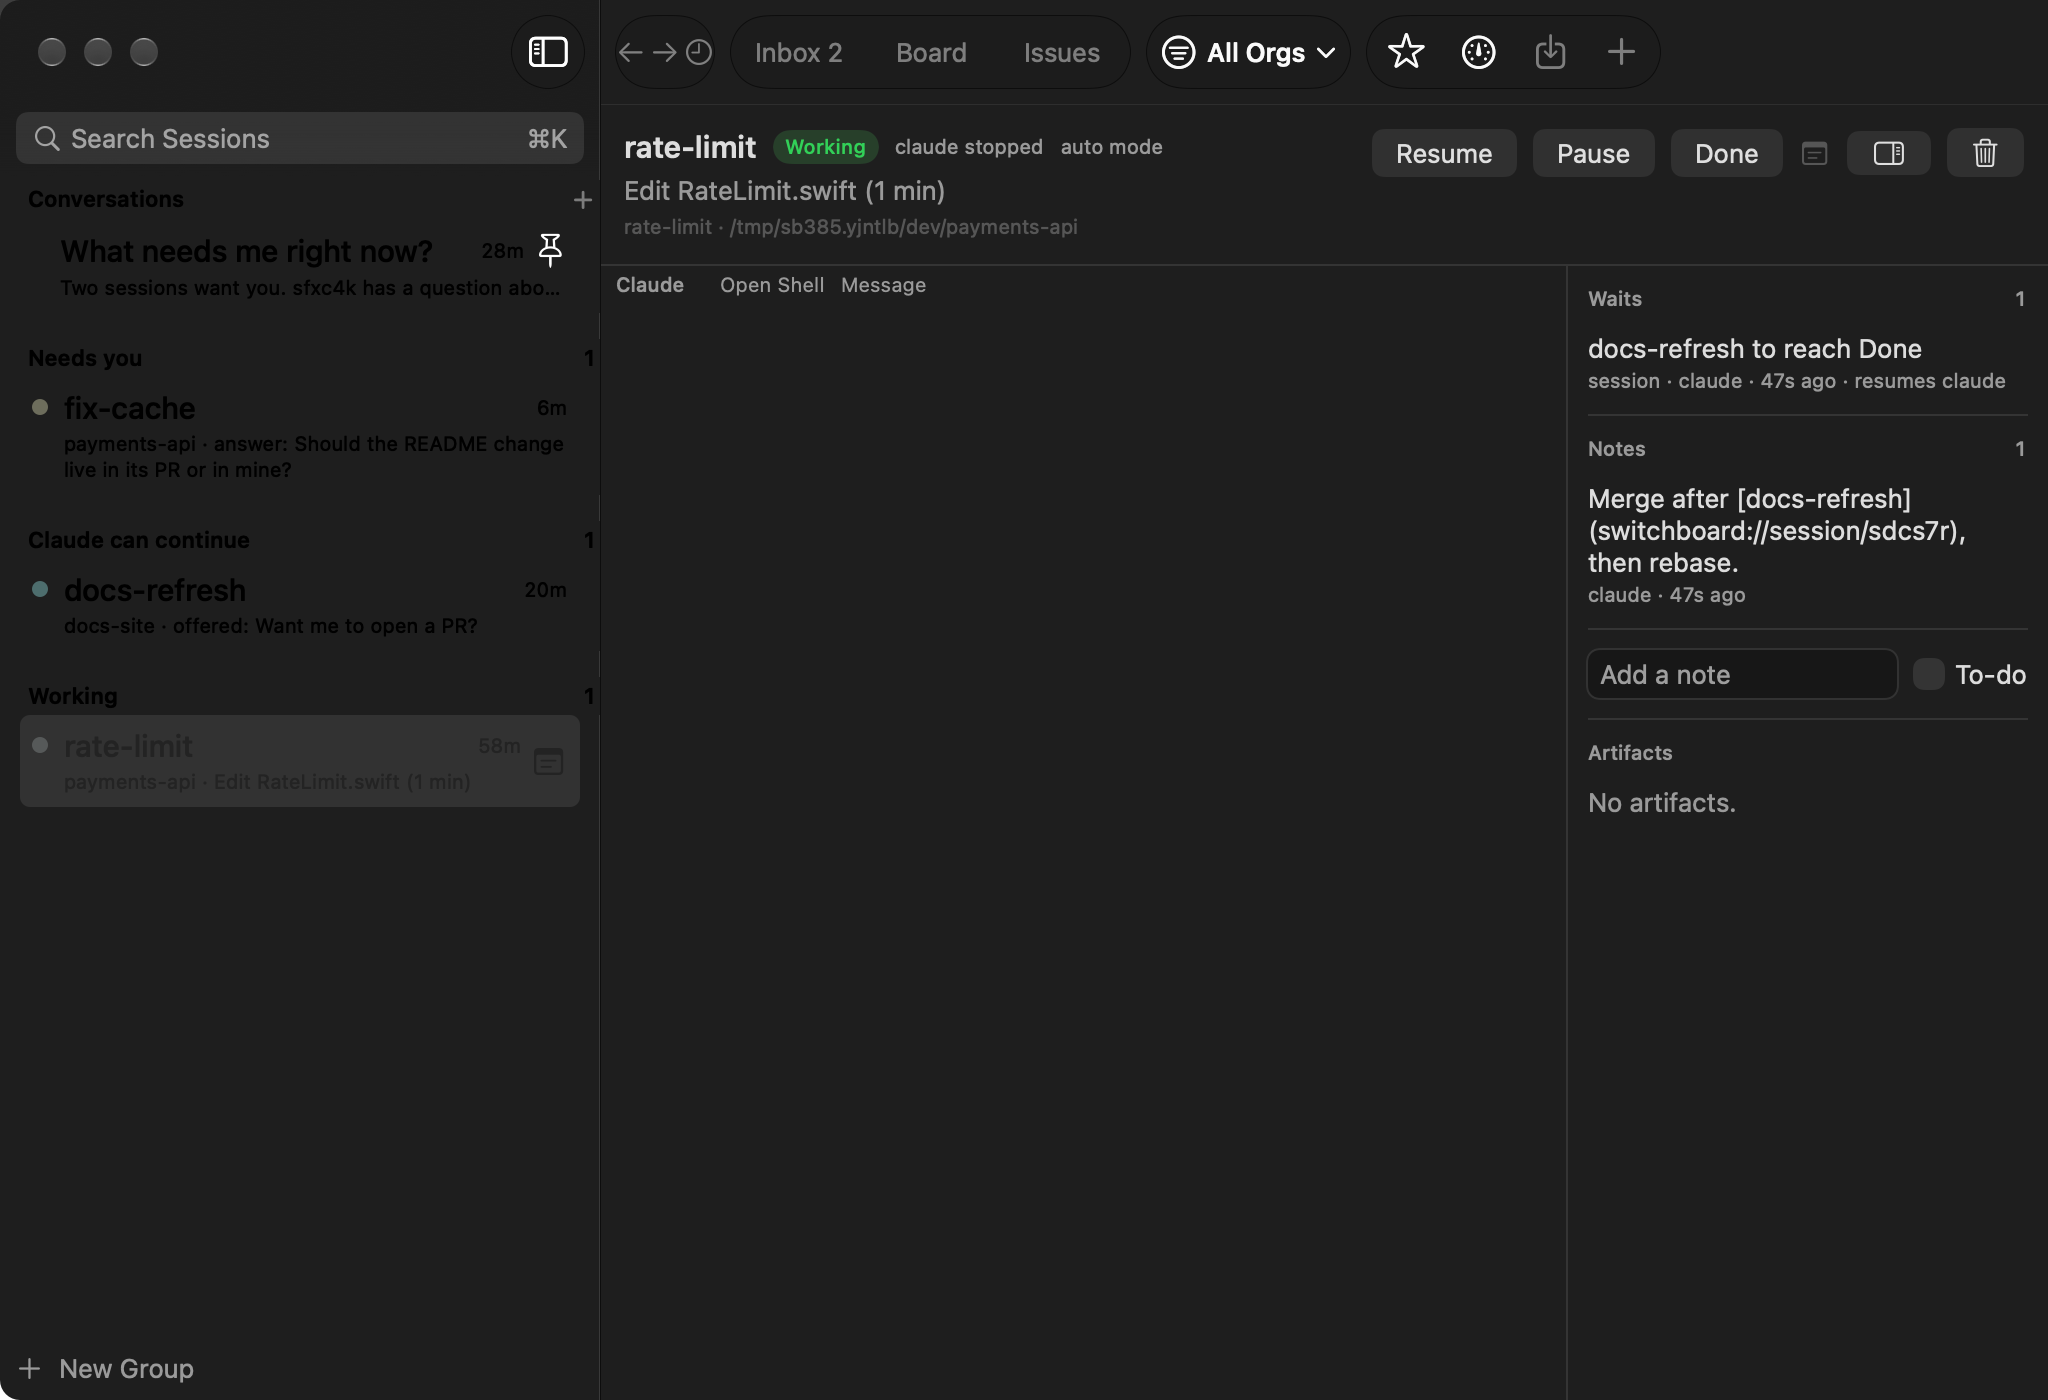 Inbox 2
Board
Issues
All Orgs
Search Sessions
⌘K
Conversations
What needs me right now?
28m
Two sessions want you. sfxc4k has a question abo...
Needs you
1
fix-cache
6m
payments-api · answer: Should the README change
live in its PR or in mine?
Claude can continue
1
docs-refresh
20m
docs-site · offered: Want me to open a PR?
Working
1
rate-limit
58m
payments-api · Edit RateLimit.swift (1 min)
New Group
rate-limit
Working
claude stopped
auto mode
Edit RateLimit.swift (1 min)
rate-limit · /tmp/sb385.yjntlb/dev/payments-api
Resume
Pause
Done
Claude
Open Shell
Message
Waits
1
docs-refresh to reach Done
session · claude · 47s ago · resumes claude
Notes
1
Merge after [docs-refresh]
(switchboard://session/sdcs7r),
then rebase.
claude · 47s ago
Add a note
To-do
Artifacts
No artifacts.